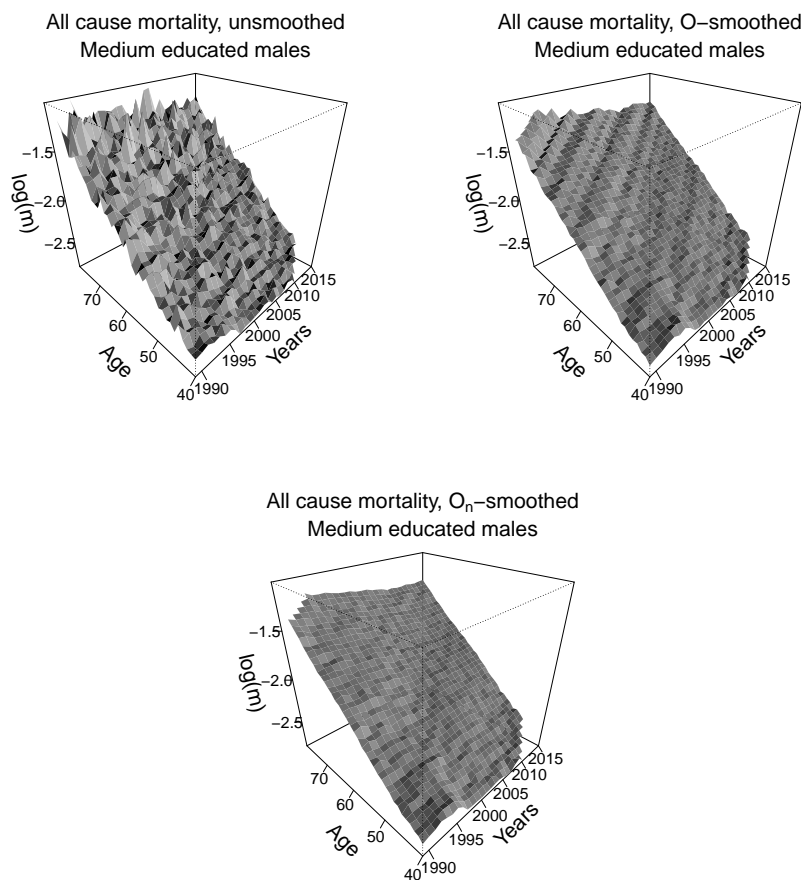 All cause mortality, unsmoothed
Medium educated males
log(m)
−1.5
−2.0
−2.5
Age
70
60
50
40
Years
1990
1995
2000
2005
2010
2015
All cause mortality, O−smoothed
Medium educated males
log(m)
−1.5
−2.0
−2.5
Age
70
60
50
40
Years
1990
1995
2000
2005
2010
2015
All cause mortality, Oₙ−smoothed
Medium educated males
log(m)
−1.5
−2.0
−2.5
Age
70
60
50
40
Years
1990
1995
2000
2005
2010
2015